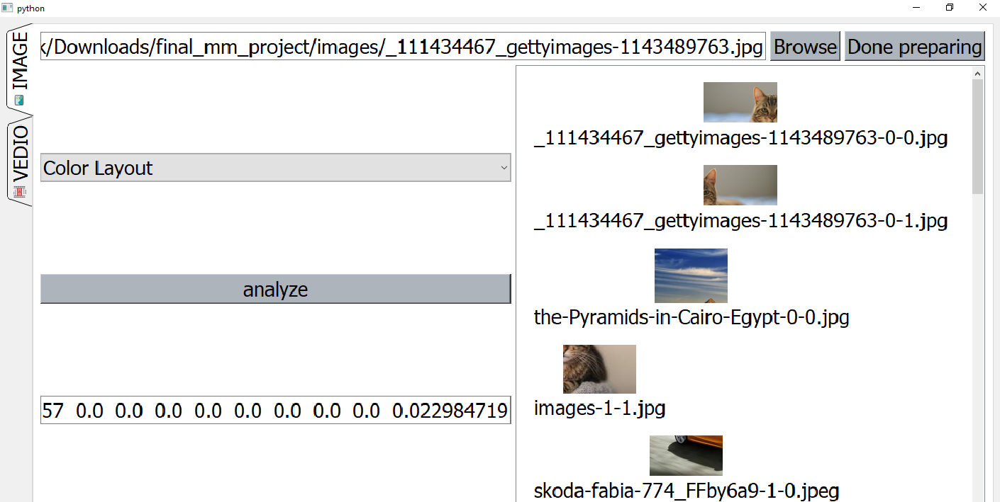 python
IMAGE
VEDIO
k/Downloads/final_mm_project/images/_111434467_gettyimages-1143489763.jpg
Browse
Done preparing
Color Layout
analyze
57 0.0 0.0 0.0 0.0 0.0 0.0 0.0 0.0 0.022984719
_111434467_gettyimages-1143489763-0-0.jpg
_111434467_gettyimages-1143489763-0-1.jpg
the-Pyramids-in-Cairo-Egypt-0-0.jpg
images-1-1.jpg
skoda-fabia-774_FFby6a9-1-0.jpeg